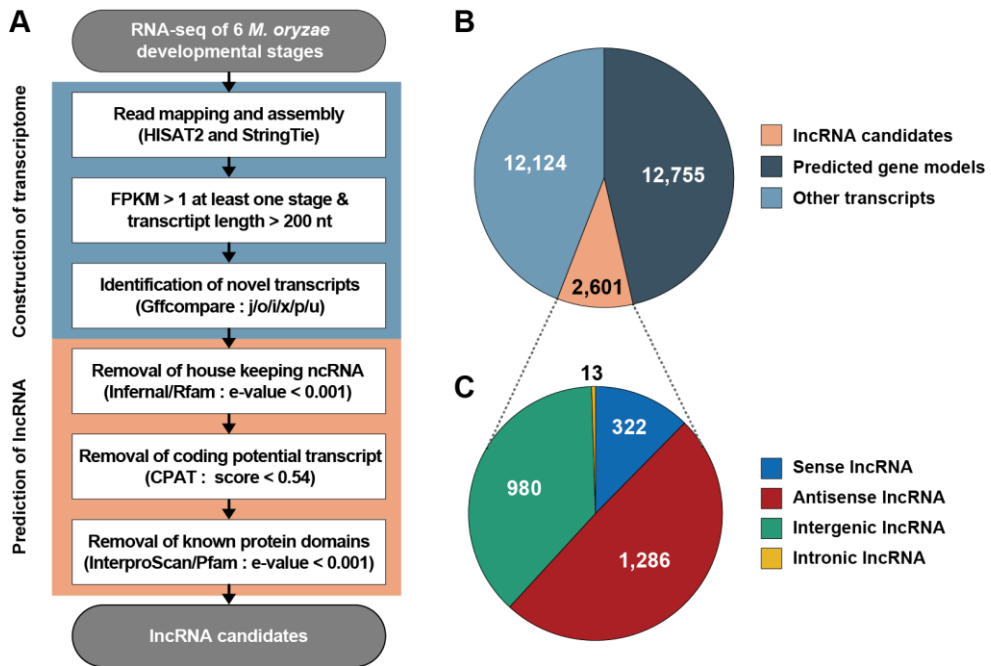 A
RNA-seq of 6 M. oryzae
developmental stages
Construction of transcriptome
Read mapping and assembly
(HISAT2 and StringTie)
FPKM > 1 at least one stage &
transcrtipt length > 200 nt
Identification of novel transcripts
(Gffcompare : j/o/i/x/p/u)
Prediction of lncRNA
Removal of house keeping ncRNA
(Infernal/Rfam : e-value < 0.001)
Removal of coding potential transcript
(CPAT : score < 0.54)
Removal of known protein domains
(InterproScan/Pfam : e-value < 0.001)
lncRNA candidates
B
12,124
12,755
2,601
lncRNA candidates
Predicted gene models
Other transcripts
C
13
322
980
1,286
Sense lncRNA
Antisense lncRNA
Intergenic lncRNA
Intronic lncRNA